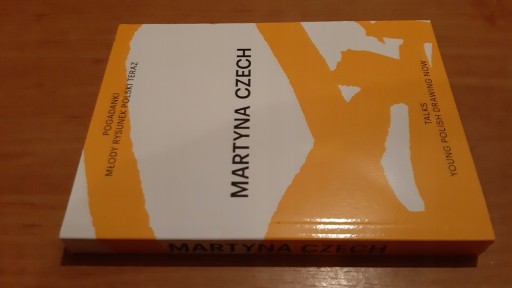 POGADANKI
MŁODY RYSUNEK POLSKI TERAZ
MARTYNA CZECH
TALKS
YOUNG POLISH DRAWING NOW
MARTYNA CZECH